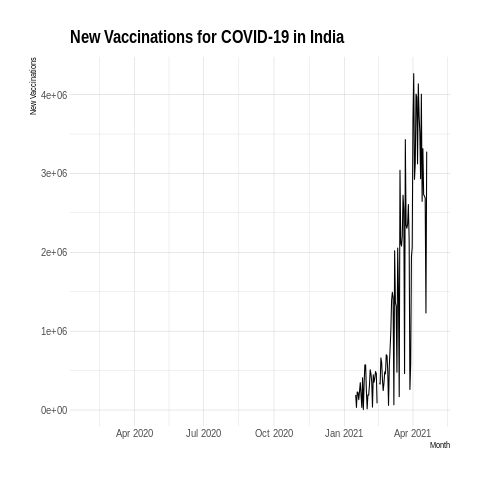 New Vaccinations for COVID-19 in India
New Vaccinations
4e+06
3e+06
2e+06
1e+06
0e+00
Apr 2020 Jul 2020 Oct 2020 Jan 2021 Apr 2021
Month